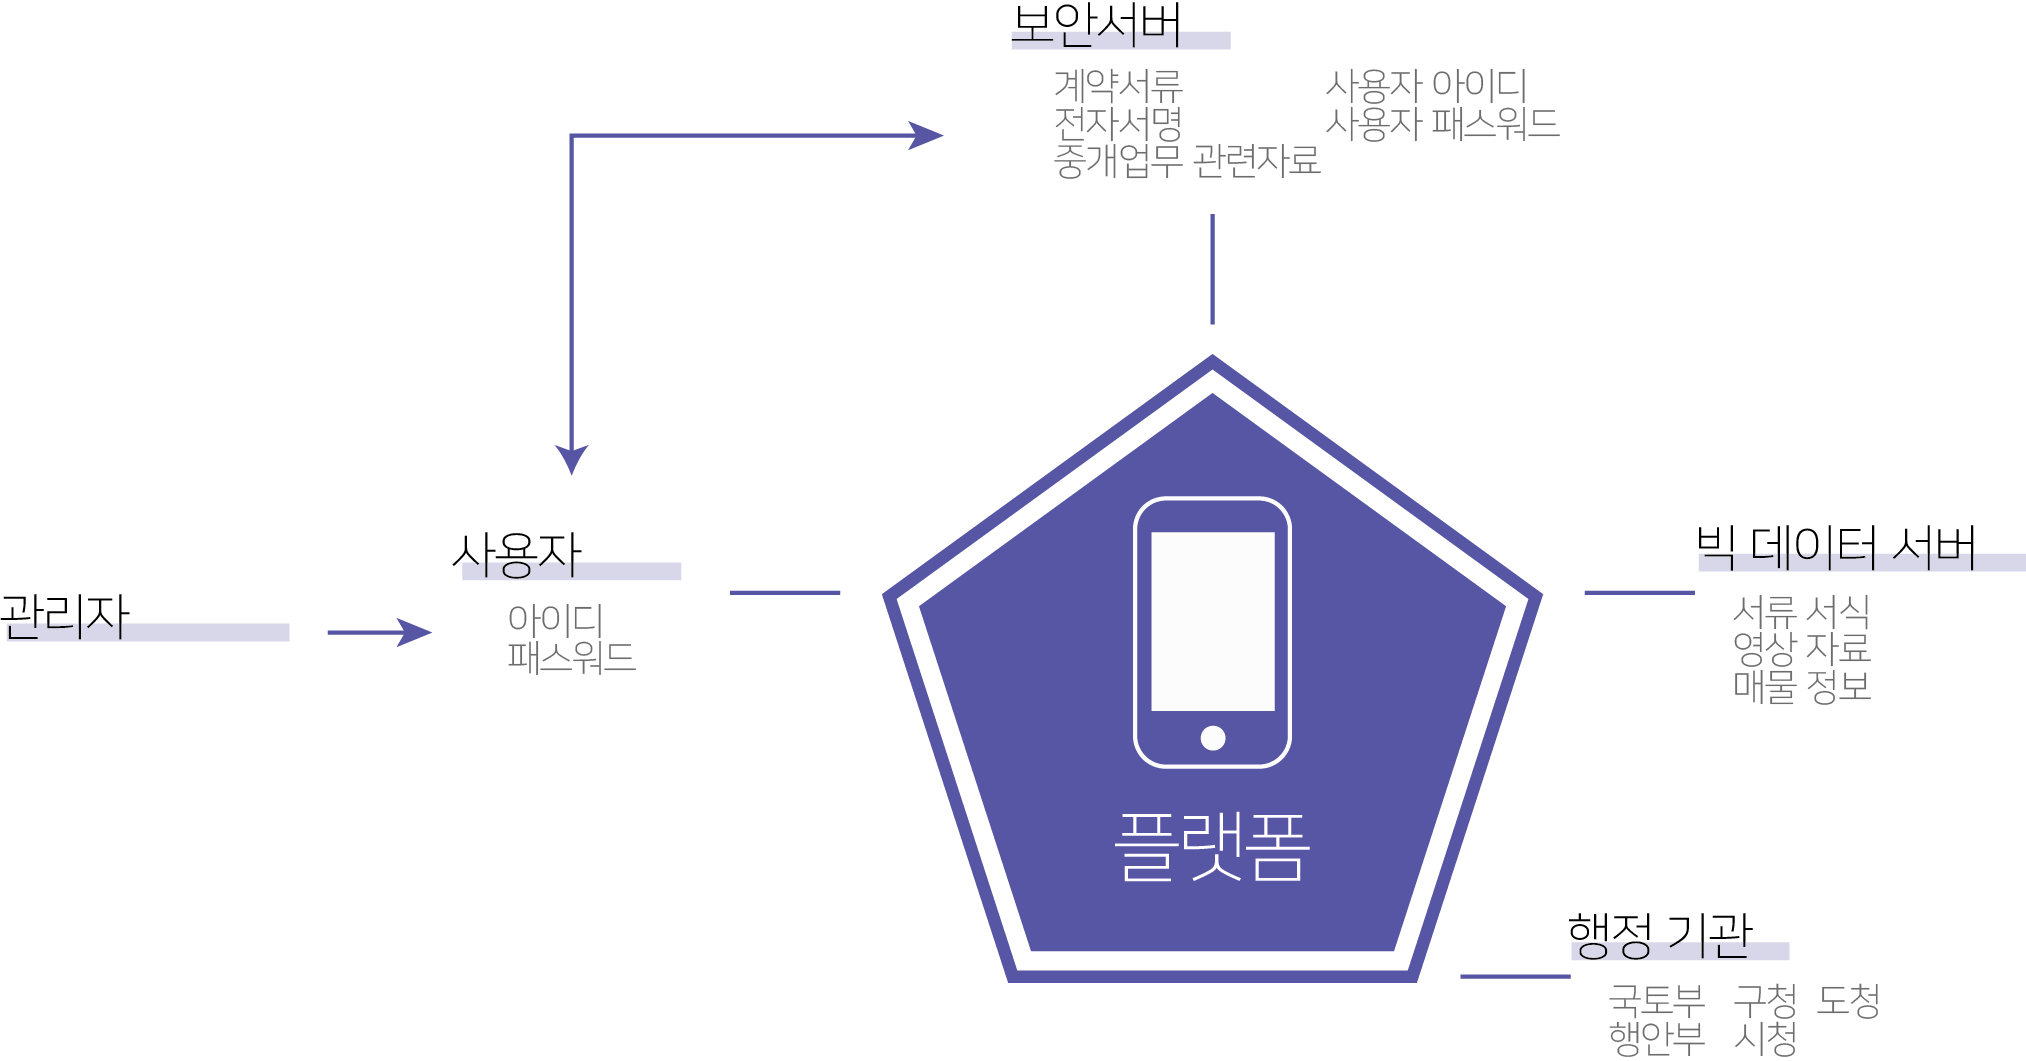 보안서버
계약서류
전자서명
중개업무 관련자료
사용자 아이디
사용자 패스워드
관리자
사용자
아이디
패스워드
플랫폼
빅 데이터 서버
서류 서식
영상 자료
매물 정보
행정 기관
국토부 구청 도청
행안부 시청